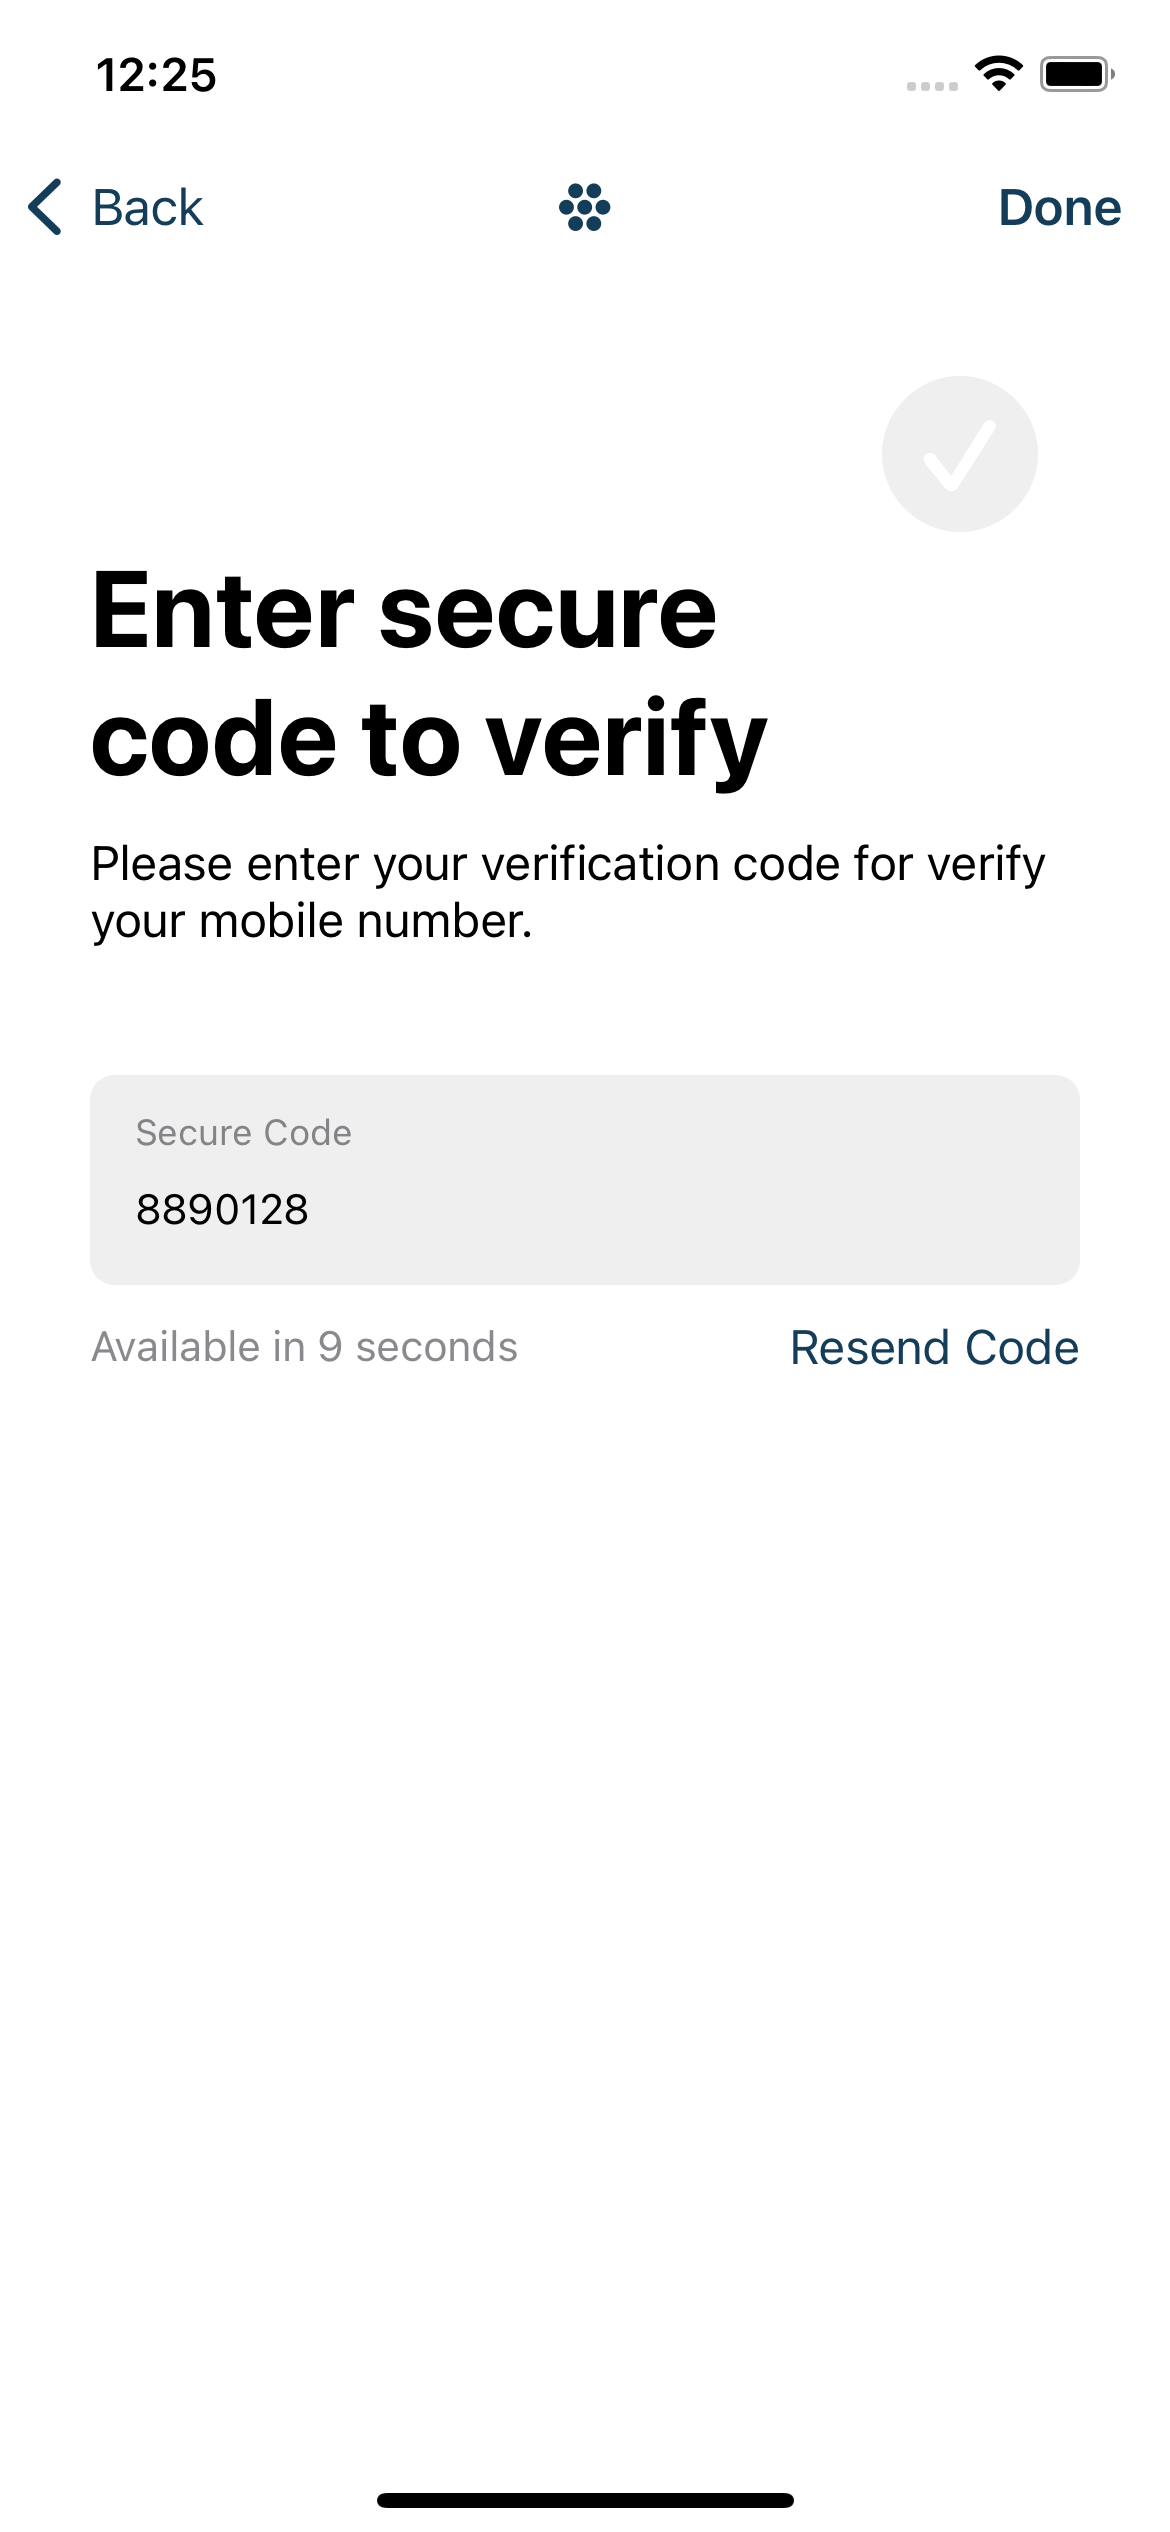 12:25
Back
Done
Enter secure
code to verify
Please enter your verification code for verify
your mobile number.
Secure Code
8890128
Available in 9 seconds
Resend Code